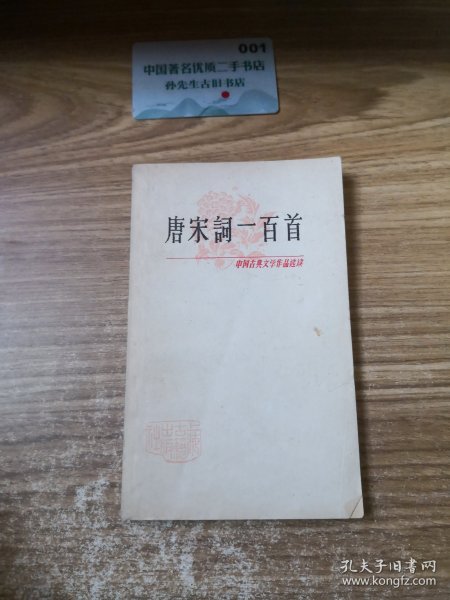 001
中国著名优质二手书店
孙先生古旧书店
唐宋詞一百首
中国古典文学作品选读
孔夫子旧书网
www.kongfz.com